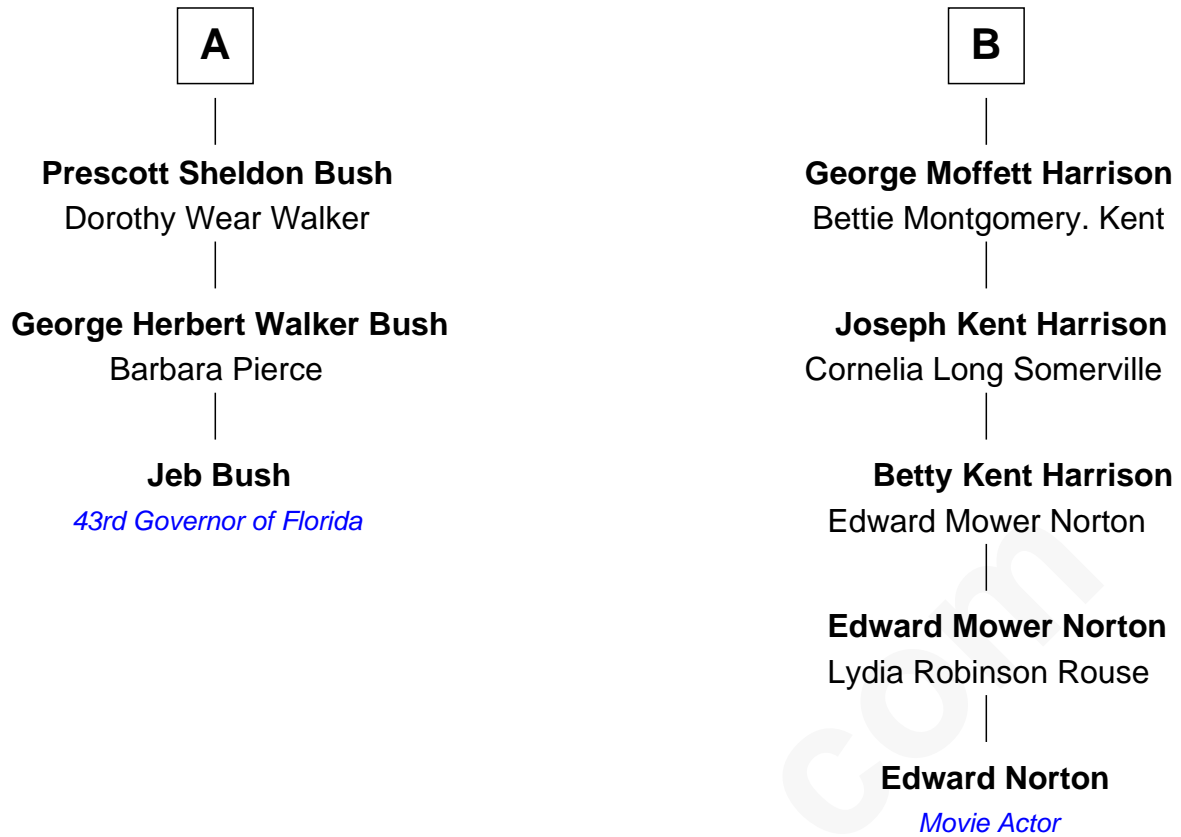 A
Prescott Sheldon Bush
Dorothy Wear Walker
George Herbert Walker Bush
Barbara Pierce
Jeb Bush
43rd Governor of Florida
B
George Moffett Harrison
Bettie Montgomery. Kent
Joseph Kent Harrison
Cornelia Long Somerville
Betty Kent Harrison
Edward Mower Norton
Edward Mower Norton
Lydia Robinson Rouse
Edward Norton
Movie Actor
com